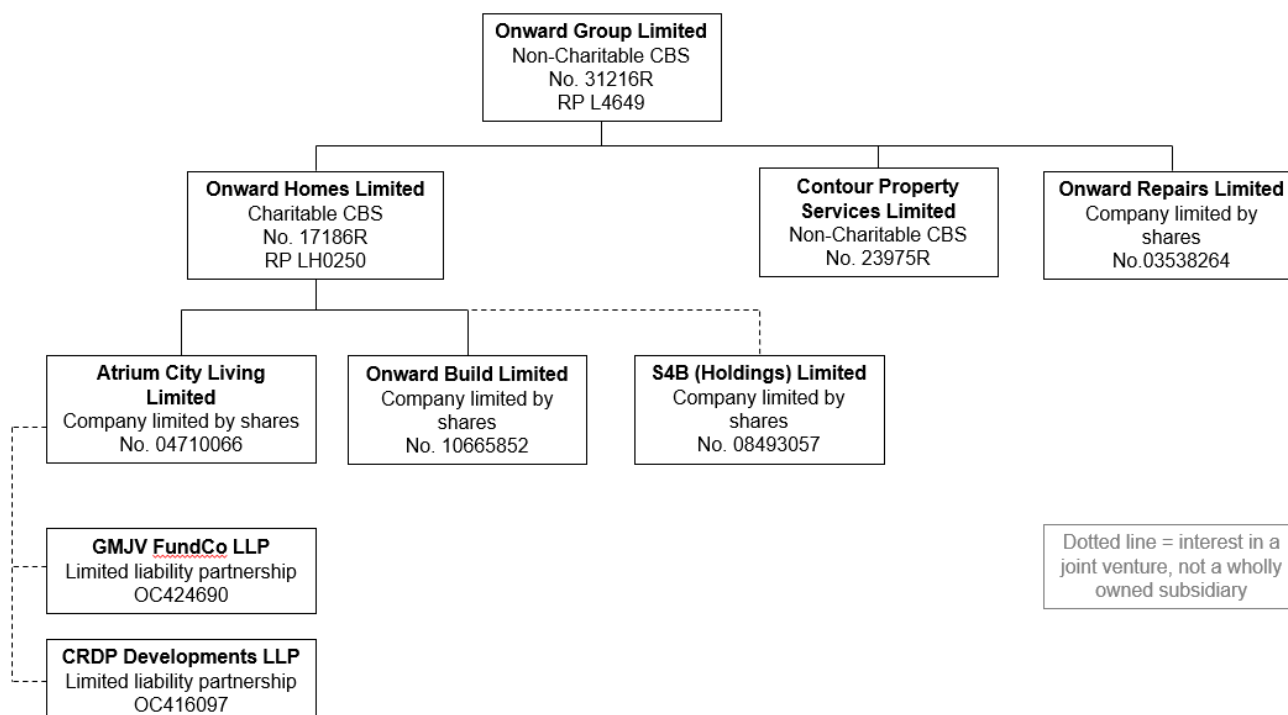 Onward Group Limited
Non-Charitable CBS
No. 31216R
RP L4649
Onward Homes Limited
Charitable CBS
No. 17186R
RP LH0250
Contour Property
Services Limited
Non-Charitable CBS
No. 23975R
Onward Repairs Limited
Company limited by
shares
No.03538264
Atrium City Living
Limited
Company limited by shares
No. 04710066
Onward Build Limited
Company limited by
shares
No. 10665852
S4B (Holdings) Limited
Company limited by
shares
No. 08493057
GMJV FundCo LLP
Limited liability partnership
OC424690
Dotted line = interest in a
joint venture, not a wholly
owned subsidiary
CRDP Developments LLP
Limited liability partnership
OC416097